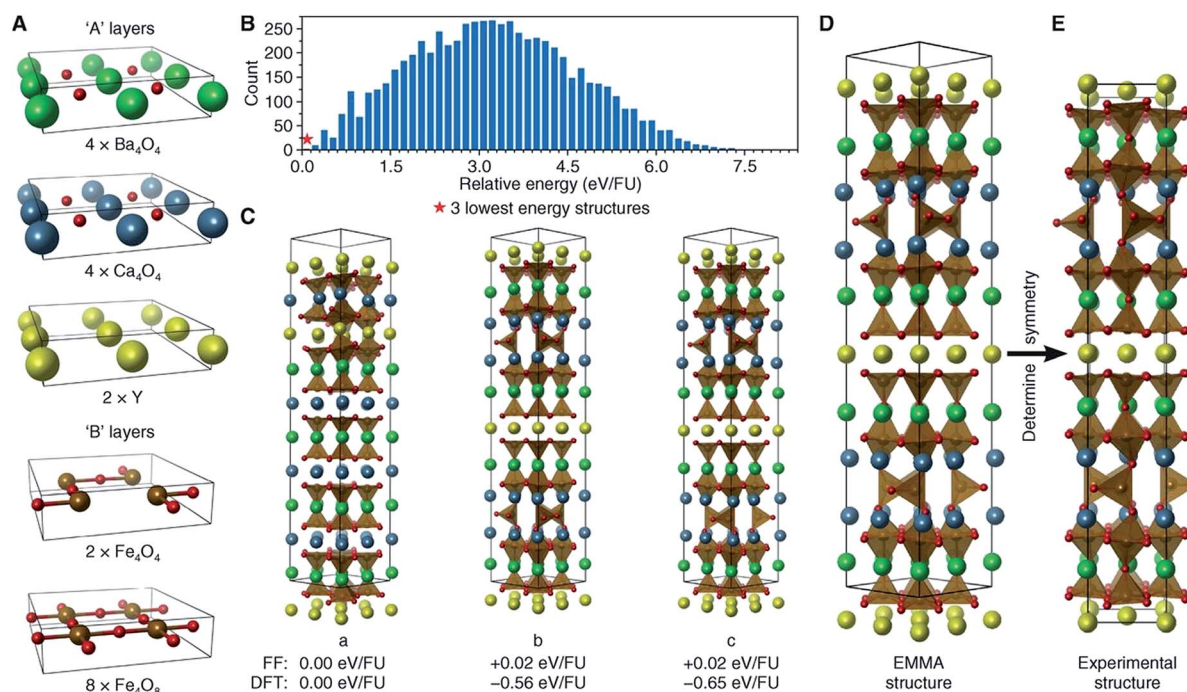 A
'A' layers
4 × Ba₄O₄
4 × Ca₄O₄
2 × Y
'B' layers
2 × Fe₄O₄
8 × Fe₄O₈
B
Count
250
200
150
100
50
0
0.0 1.5 3.0 4.5 6.0 7.5
Relative energy (eV/FU)
★ 3 lowest energy structures
C
a b c
FF: 0.00 eV/FU +0.02 eV/FU +0.02 eV/FU
DFT: 0.00 eV/FU −0.56 eV/FU −0.65 eV/FU
D
EMMA
structure
Determine symmetry
E
Experimental
structure